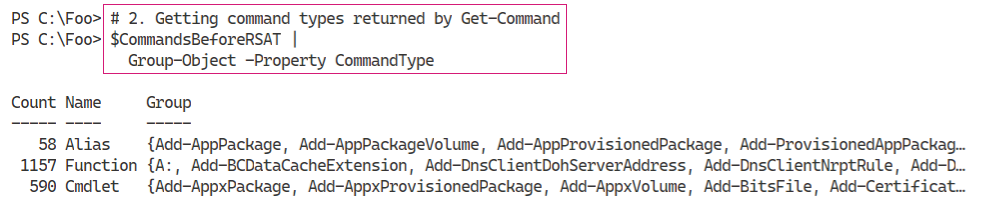 PS C:\Foo> # 2. Getting command types returned by Get-Command
PS C:\Foo> $CommandsBeforeRSAT |
             Group-Object -Property CommandType

Count Name     Group
----- ----     -----
   58 Alias    {Add-AppPackage, Add-AppPackageVolume, Add-AppProvisionedPackage, Add-ProvisionedAppPackag…
 1157 Function {A:, Add-BCDataCacheExtension, Add-DnsClientDohServerAddress, Add-DnsClientNrptRule, Add-D…
  590 Cmdlet   {Add-AppxPackage, Add-AppxProvisionedPackage, Add-AppxVolume, Add-BitsFile, Add-Certificat…